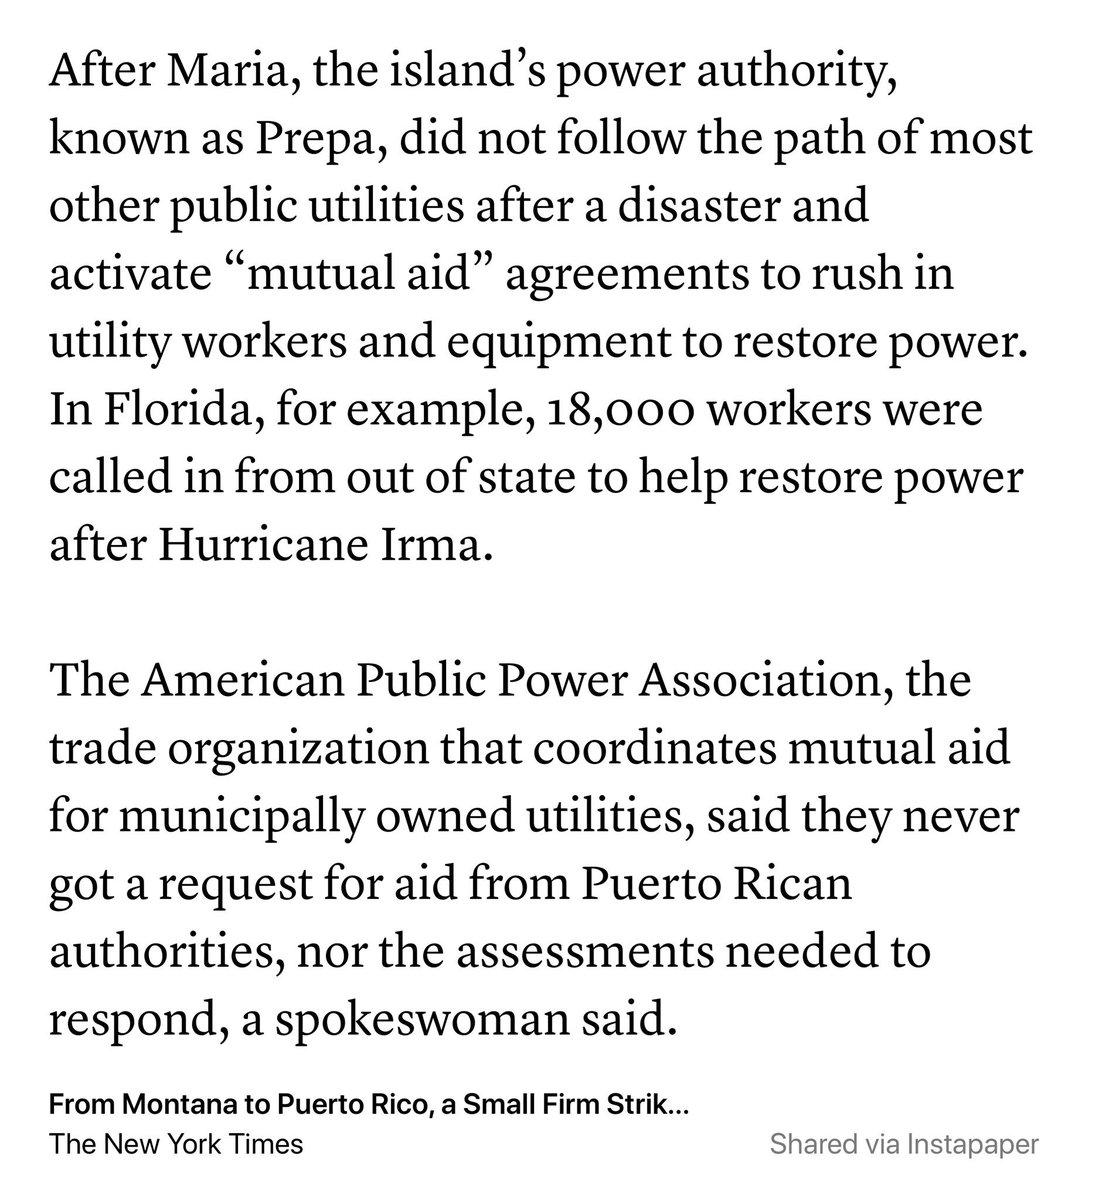 After Maria, the island’s power authority,
known as Prepa, did not follow the path of most
other public utilities after a disaster and
activate “mutual aid” agreements to rush in
utility workers and equipment to restore power.
In Florida, for example, 18,000 workers were
called in from out of state to help restore power
after Hurricane Irma.
The American Public Power Association, the
trade organization that coordinates mutual aid
for municipally owned utilities, said they never
got a request for aid from Puerto Rican
authorities, nor the assessments needed to
respond, a spokeswoman said.
From Montana to Puerto Rico, a Small Firm Strik...
The New York Times
Shared via Instapaper